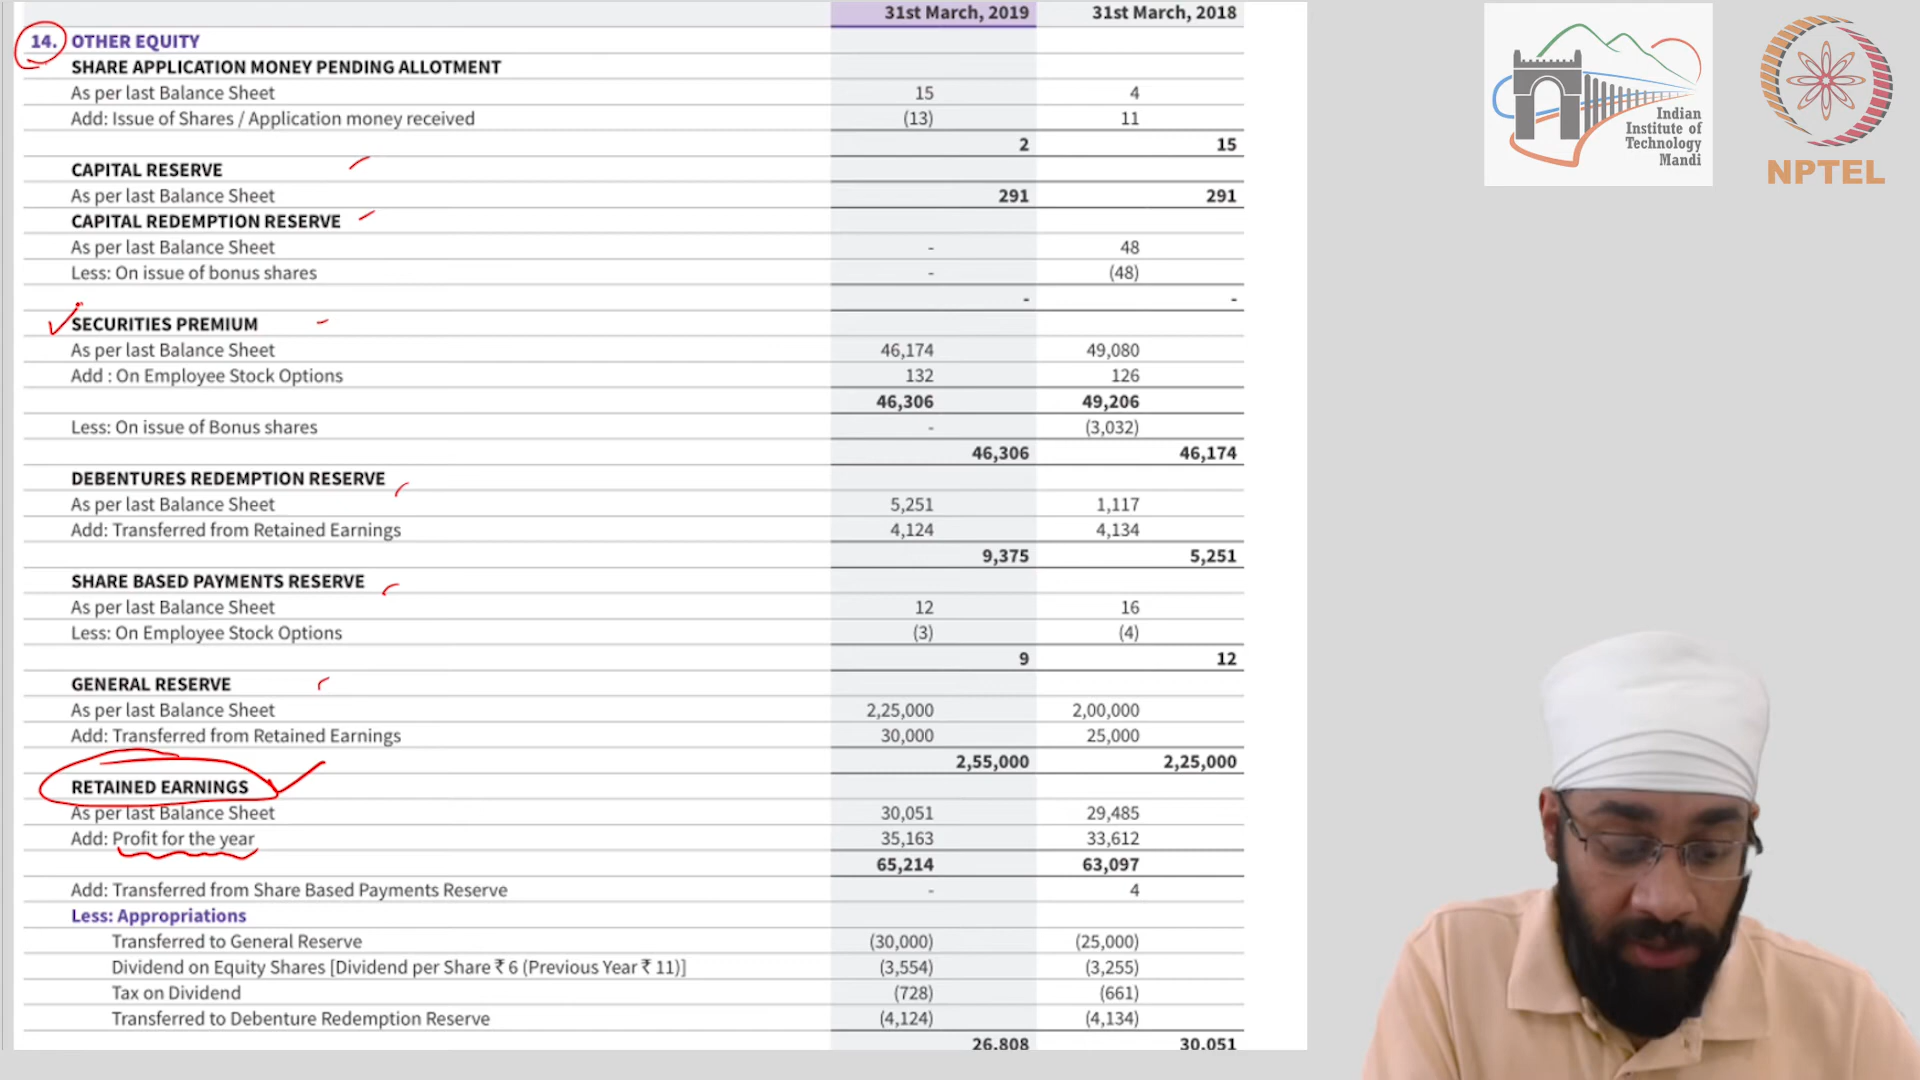 31st March, 2019 31st March, 2018
14. OTHER EQUITY
SHARE APPLICATION MONEY PENDING ALLOTMENT
As per last Balance Sheet 15 4
Add: Issue of Shares / Application money received (13) 11
2 15
CAPITAL RESERVE
As per last Balance Sheet 291 291
CAPITAL REDEMPTION RESERVE
As per last Balance Sheet - 48
Less: On issue of bonus shares - (48)
- -
SECURITIES PREMIUM
As per last Balance Sheet 46,174 49,080
Add : On Employee Stock Options 132 126
46,306 49,206
Less: On issue of Bonus shares - (3,032)
46,306 46,174
DEBENTURES REDEMPTION RESERVE
As per last Balance Sheet 5,251 1,117
Add: Transferred from Retained Earnings 4,124 4,134
9,375 5,251
SHARE BASED PAYMENTS RESERVE
As per last Balance Sheet 12 16
Less: On Employee Stock Options (3) (4)
9 12
GENERAL RESERVE
As per last Balance Sheet 2,25,000 2,00,000
Add: Transferred from Retained Earnings 30,000 25,000
2,55,000 2,25,000
RETAINED EARNINGS
As per last Balance Sheet 30,051 29,485
Add: Profit for the year 35,163 33,612
65,214 63,097
Add: Transferred from Share Based Payments Reserve - 4
Less: Appropriations
Transferred to General Reserve (30,000) (25,000)
Dividend on Equity Shares [Dividend per Share ₹ 6 (Previous Year ₹ 11)] (3,554) (3,255)
Tax on Dividend (728) (661)
Transferred to Debenture Redemption Reserve (4,124) (4,134)
26,808 30,051
Indian
Institute of
Technology
Mandi
NPTEL